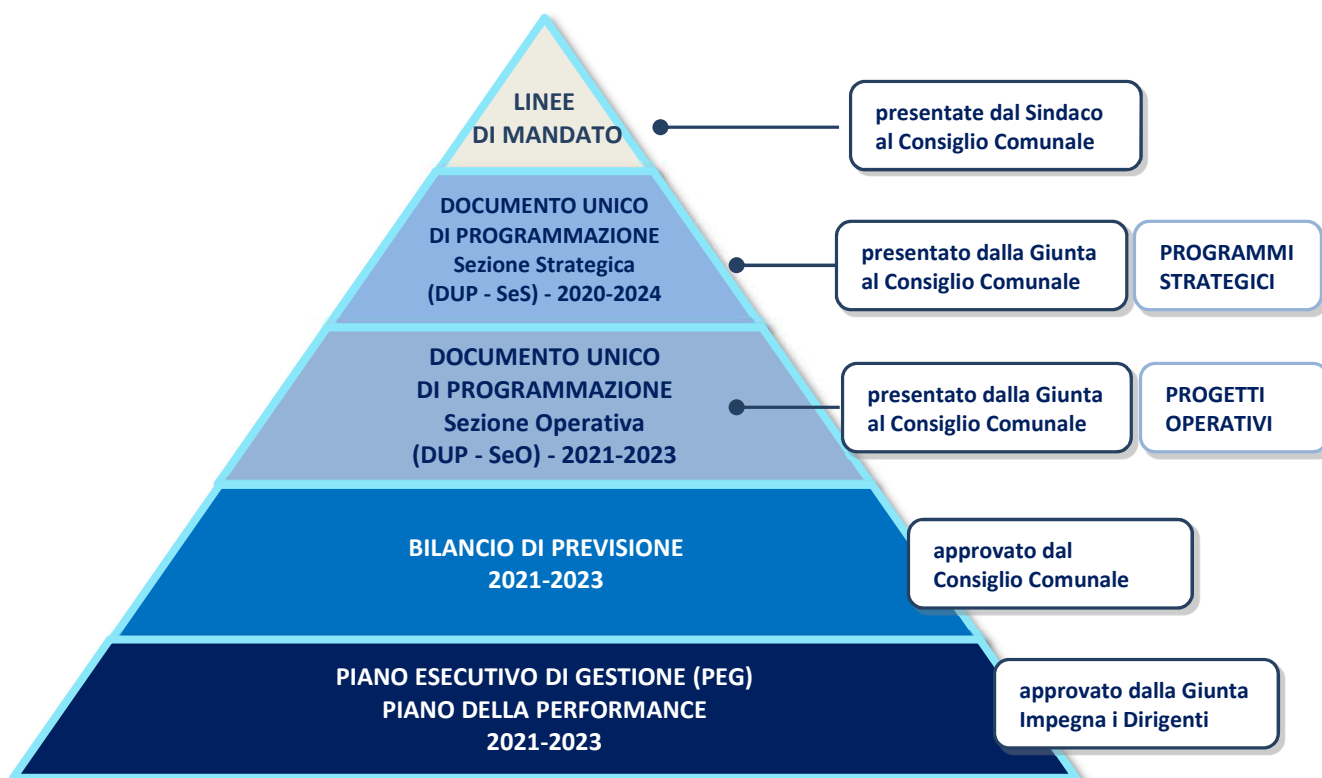 LINEE
DI MANDATO
presentate dal Sindaco
al Consiglio Comunale
DOCUMENTO UNICO
DI PROGRAMMAZIONE
Sezione Strategica
(DUP - SeS) - 2020-2024
presentato dalla Giunta
al Consiglio Comunale
PROGRAMMI
STRATEGICI
DOCUMENTO UNICO
DI PROGRAMMAZIONE
Sezione Operativa
(DUP - SeO) - 2021-2023
presentato dalla Giunta
al Consiglio Comunale
PROGETTI
OPERATIVI
BILANCIO DI PREVISIONE
2021-2023
approvato dal
Consiglio Comunale
PIANO ESECUTIVO DI GESTIONE (PEG)
PIANO DELLA PERFORMANCE
2021-2023
approvato dalla Giunta
Impegna i Dirigenti